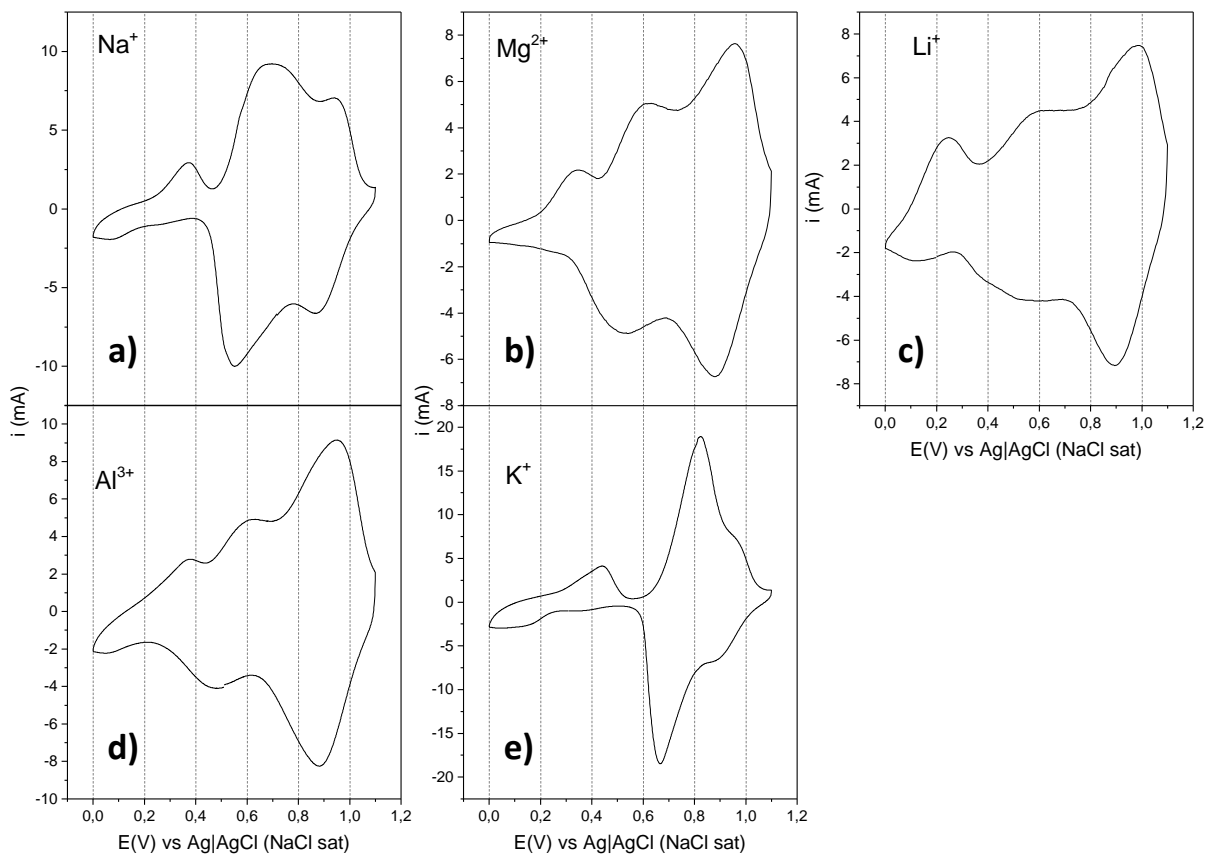 Na+
10
5
0
-5
-10
a)
Mg2+
8
6
4
2
0
-2
-4
-6
-8
b)
Li+
8
4
0
-4
-8
c)
i (mA)
0,0 0,2 0,4 0,6 0,8 1,0 1,2
E(V) vs Ag|AgCl (NaCl sat)
i (mA)
i (mA)
Al3+
10
8
6
4
2
0
-2
-4
-6
-8
-10
d)
0,0 0,2 0,4 0,6 0,8 1,0 1,2
E(V) vs Ag|AgCl (NaCl sat)
K+
20
15
10
5
0
-5
-10
-15
-20
e)
0,0 0,2 0,4 0,6 0,8 1,0 1,2
E(V) vs Ag|AgCl (NaCl sat)